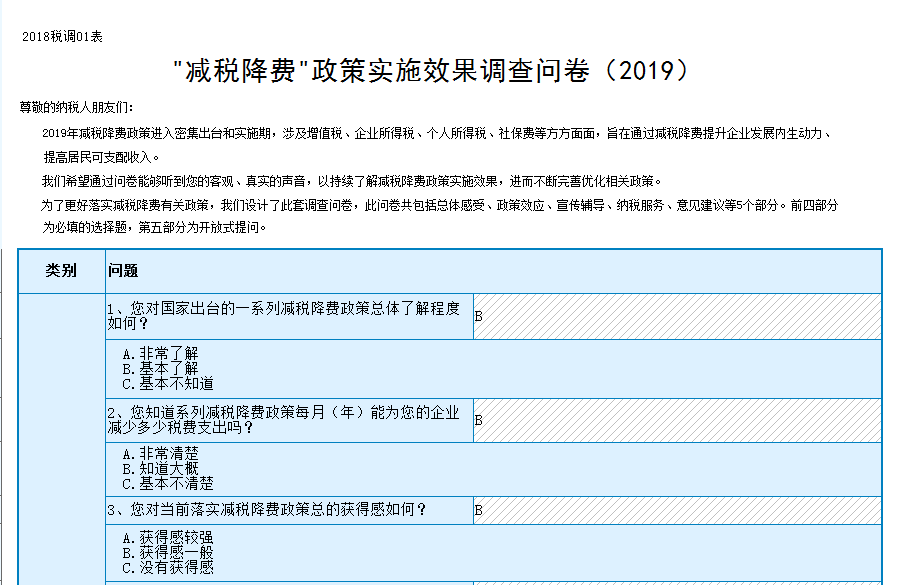 2018税调01表
"减税降费"政策实施效果调查问卷（2019）
尊敬的纳税人朋友们：
2019年减税降费政策进入密集出台和实施期，涉及增值税、企业所得税、个人所得税、社保费等方方面面，旨在通过减税降费提升企业发展内生动力、
提高居民可支配收入。
我们希望通过问卷能够听到您的客观、真实的声音，以持续了解减税降费政策实施效果，进而不断完善优化相关政策。
为了更好落实减税降费有关政策，我们设计了此套调查问卷，此问卷共包括总体感受、政策效应、宣传辅导、纳税服务、意见建议等5个部分。前四部分
为必填的选择题，第五部分为开放式提问。
类别 问题
1、您对国家出台的一系列减税降费政策总体了解程度
如何？ B
A.非常了解
B.基本了解
C.基本不知道
2、您知道系列减税降费政策每月（年）能为您的企业
减少多少税费支出吗？ B
A.非常清楚
B.知道大概
C.基本不清楚
3、您对当前落实减税降费政策总的获得感如何？ B
A.获得感较强
B.获得感一般
C.没有获得感